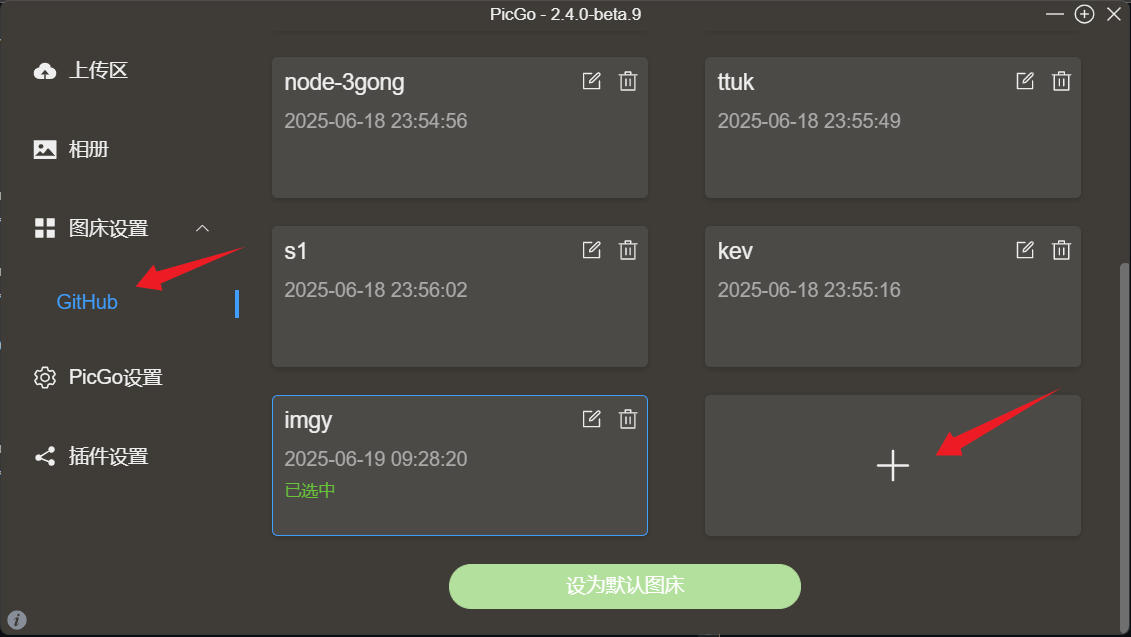 PicGo - 2.4.0-beta.9
上传区
相册
图床设置
GitHub
PicGo设置
插件设置
node-3gong
2025-06-18 23:54:56
ttuk
2025-06-18 23:55:49
s1
2025-06-18 23:56:02
kev
2025-06-18 23:55:16
imgy
2025-06-19 09:28:20
已选中
设为默认图床